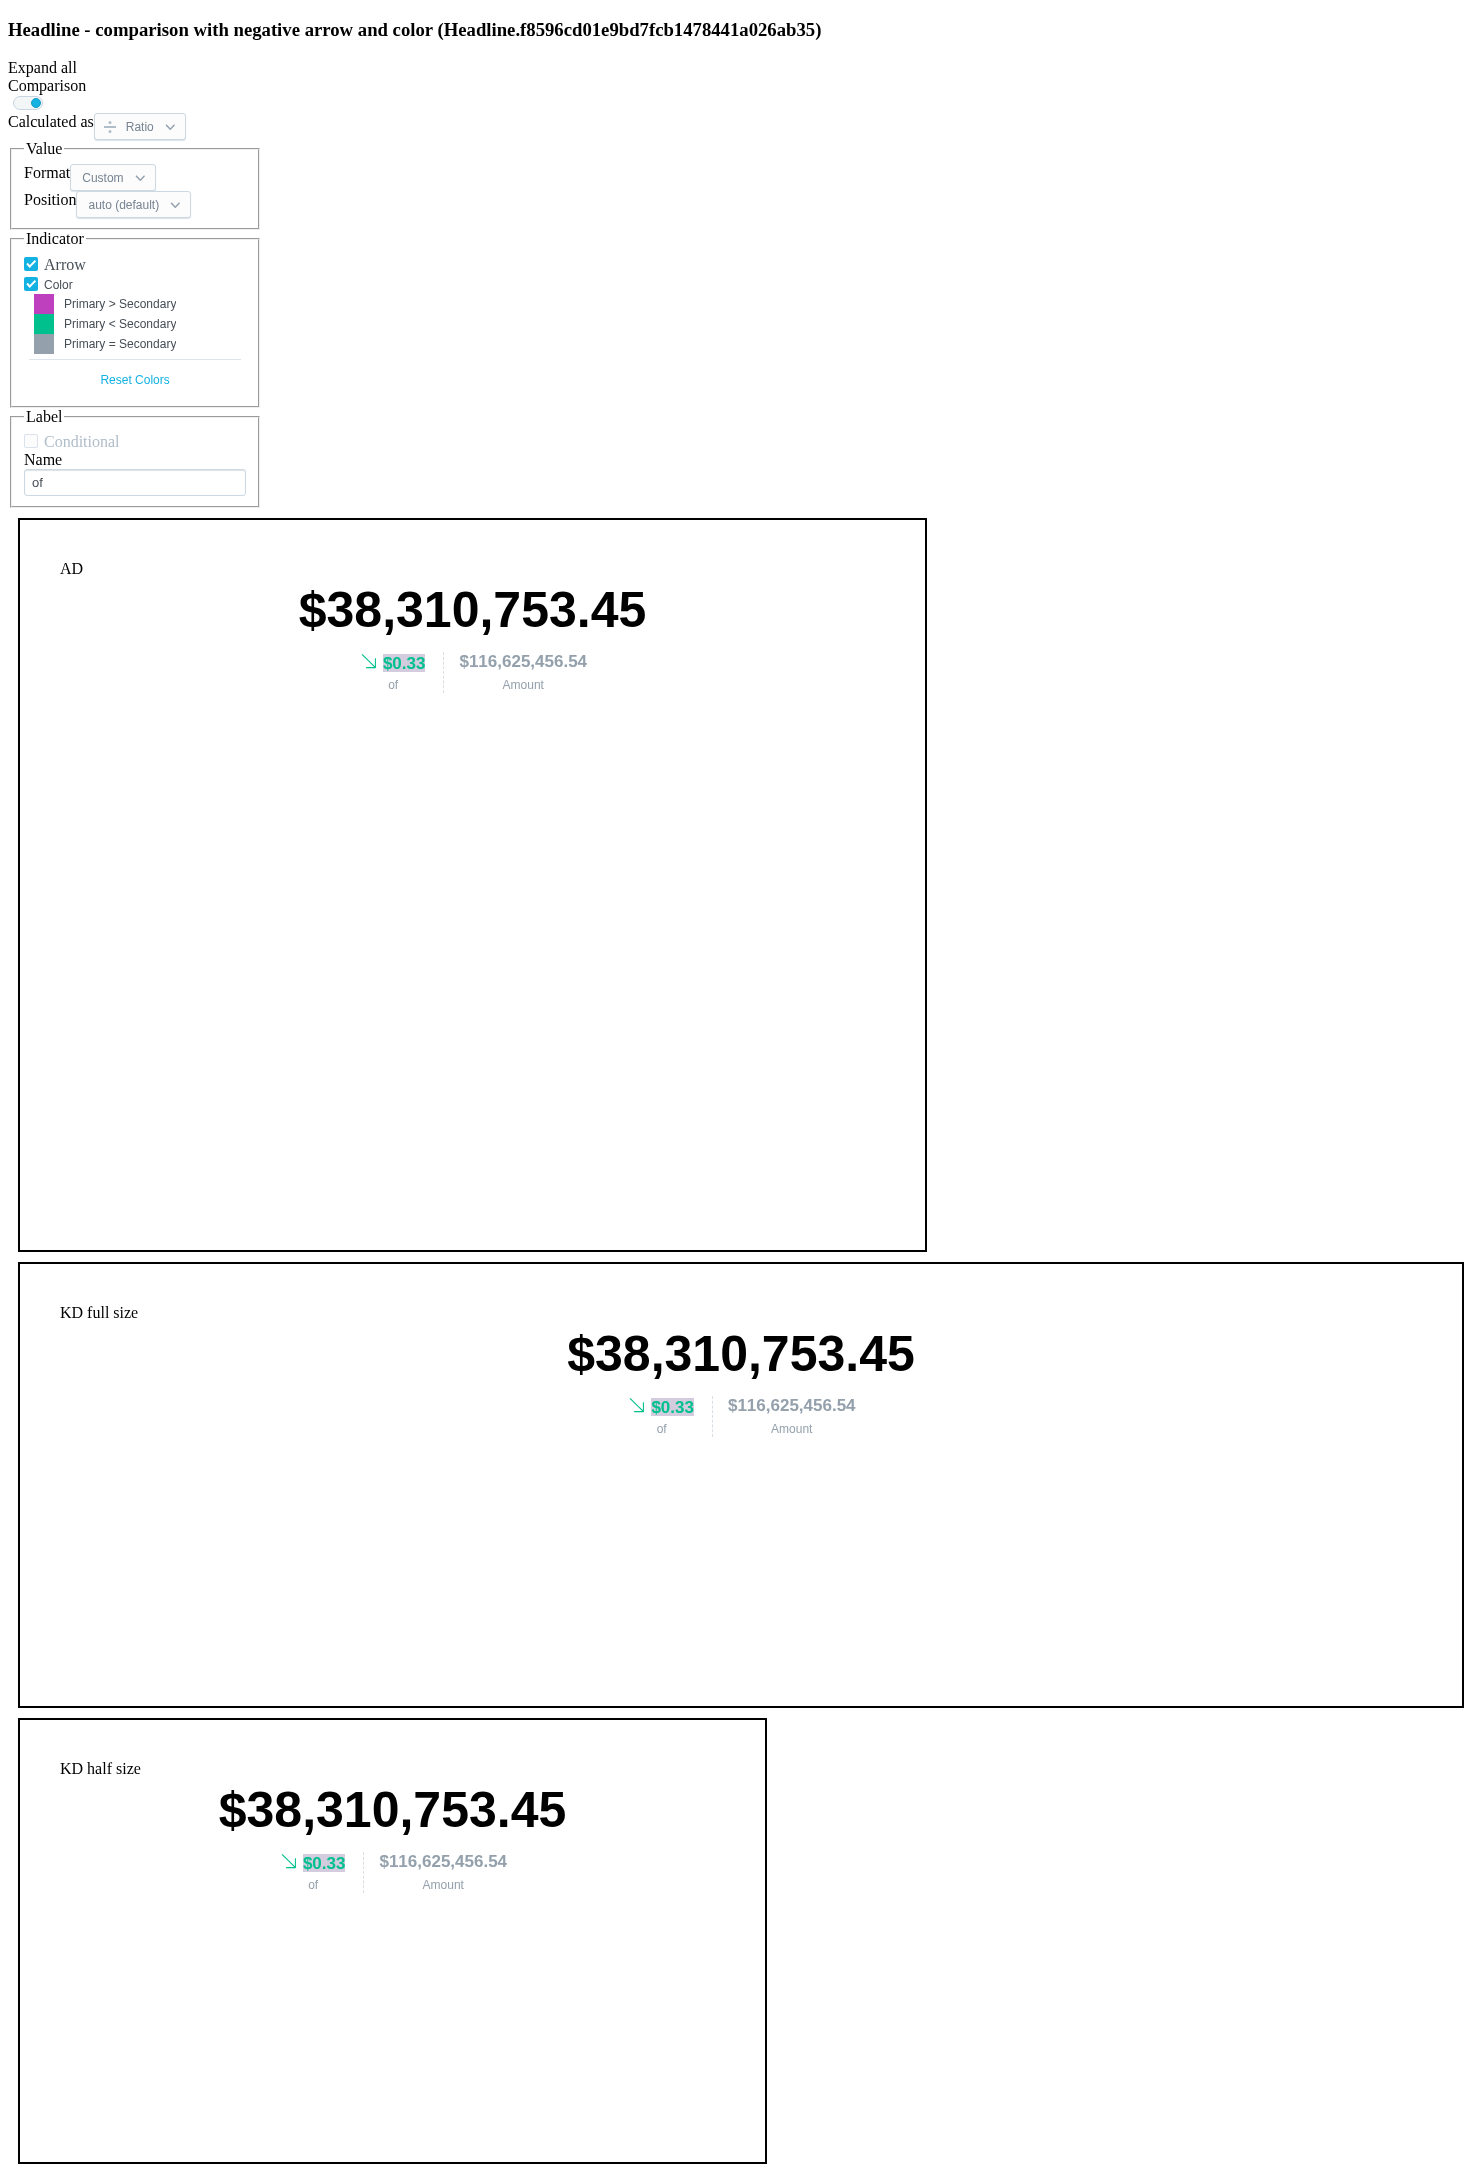 Headline - comparison with negative arrow and color (Headline.f8596cd01e9bd7fcb1478441a026ab35)
Expand all
Comparison
Calculated as Ratio
Value
Format Custom
Position auto (default)
Indicator
Arrow
Color
Primary > Secondary
Primary < Secondary
Primary = Secondary
Reset Colors
Label
Conditional
Name
of
AD
$38,310,753.45
$0.33 $116,625,456.54
of Amount
KD full size
$38,310,753.45
$0.33 $116,625,456.54
of Amount
KD half size
$38,310,753.45
$0.33 $116,625,456.54
of Amount